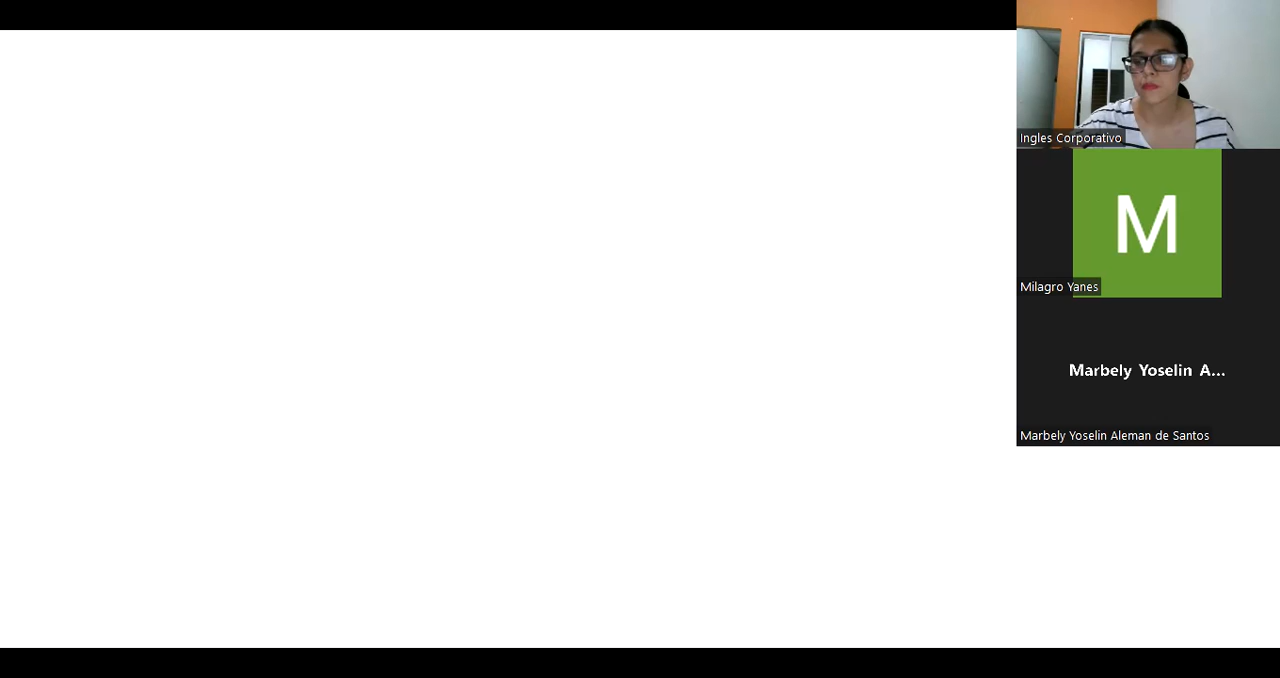 Ingles Corporativo
M
Milagro Yanes
Marbely Yoselin A...
Marbely Yoselin Aleman de Santos